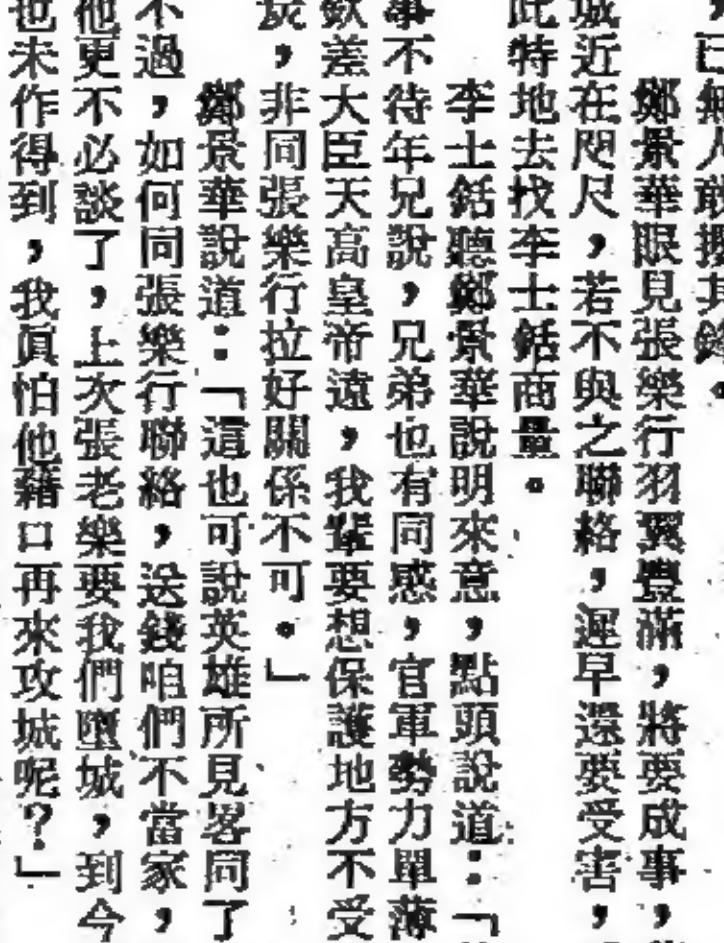 ，已無人敢攖其鋒。
鄭景華眼見張樂行羽翼豐滿，將要成事，
城近在咫尺，若不與之聯絡，遲早還要受害，
此特地去找李士銛商量。
李士銛聽鄭景華說明來意，點頭說道：「
事不待年兄說，兄弟也有同感，官軍勢力單薄
欽差大臣天高皇帝遠，我輩要想保護地方不受
灰，非同張樂行拉好關係不可。」
鄭景華說道：「這也可說英雄所見畧同了
不過，如何同張樂行聯絡，送錢咱們不當家，
他更不必談了，上次張老樂要我們墮城，到今
也未作得到，我眞怕他藉口再來攻城呢？」